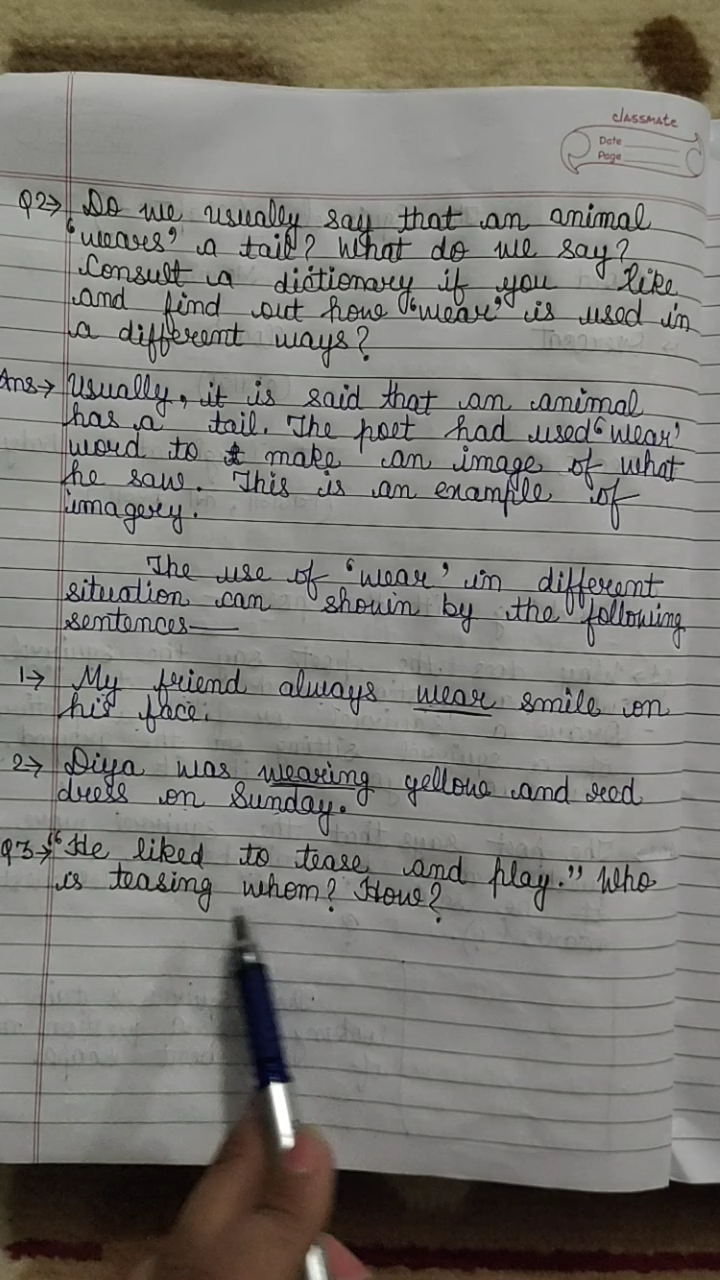 classmate
Date
Page
Q2→ Do we usually say that an animal
"wears" a tail? What do we say?
Consult a dictionary if you like
and find out how "wear" is used in
a different ways?
Ans→ Usually, it is said that an animal
has a tail. The poet had used "wear"
word to make an image of what
he saw. This is an example of
imagery.
The use of "wear" in different
situation can showin by the following
sentences—
1→ My friend always wear smile on
his face.
2→ Diya was wearing yellow and red
dress on Sunday.
Q3→ "He liked to tease and play." Who
is teasing whom? How?